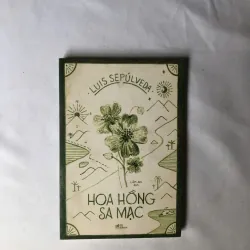 LUIS SEPÚLVEDA
HOA HỒNG
SA MẠC